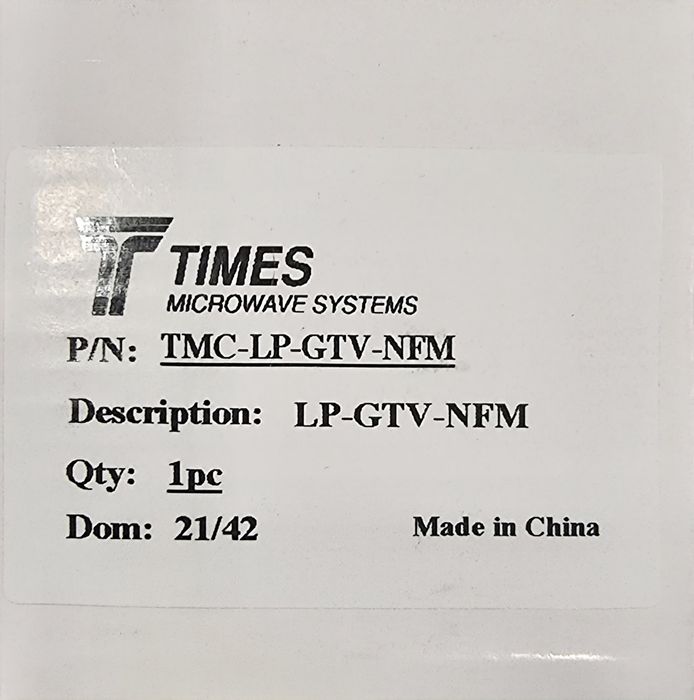 TIMES
MICROWAVE SYSTEMS
P/N: TMC-LP-GTV-NFM
Description: LP-GTV-NFM
Qty: 1pc
Dom: 21/42 Made in China